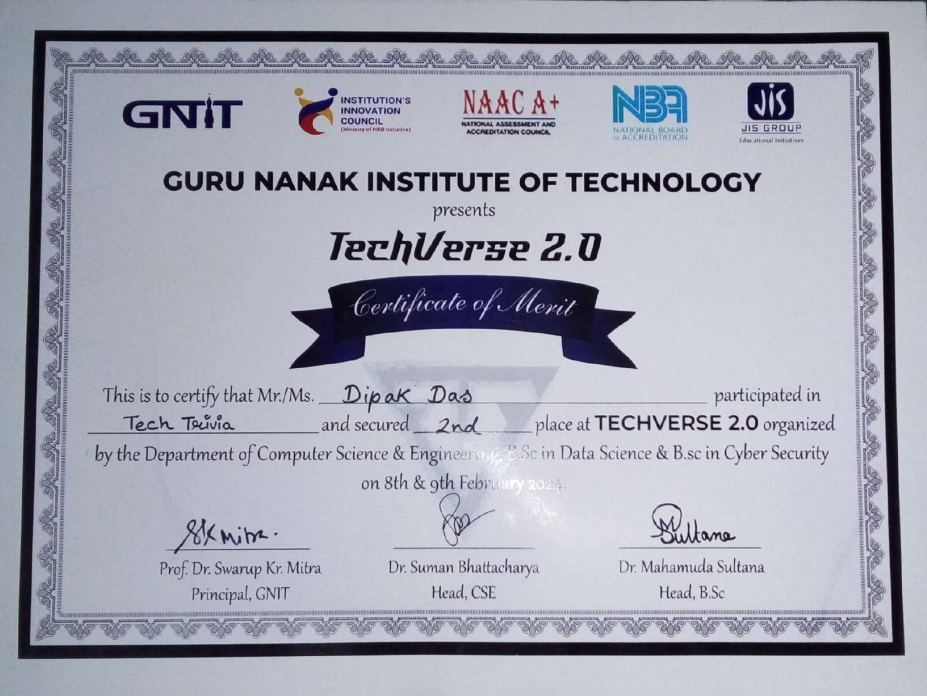 GNIT
INSTITUTION'S
INNOVATION
COUNCIL
(Ministry of HRD Initiative)
NAAC A+
NATIONAL ASSESSMENT AND
ACCREDITATION COUNCIL
NBA
NATIONAL BOARD
of ACCREDITATION
JIS
JIS GROUP
Educational Initiatives
GURU NANAK INSTITUTE OF TECHNOLOGY
presents
TechVerse 2.0
Certificate of Merit
This is to certify that Mr./Ms. Dipak Das participated in
Tech Trivia and secured 2nd place at TECHVERSE 2.0 organized
by the Department of Computer Science & Engineering, B.Sc in Data Science & B.sc in Cyber Security
on 8th & 9th February 2024.
SKMitra.
Sultana
Prof. Dr. Swarup Kr. Mitra
Principal, GNIT
Dr. Suman Bhattacharya
Head, CSE
Dr. Mahamuda Sultana
Head, B.Sc